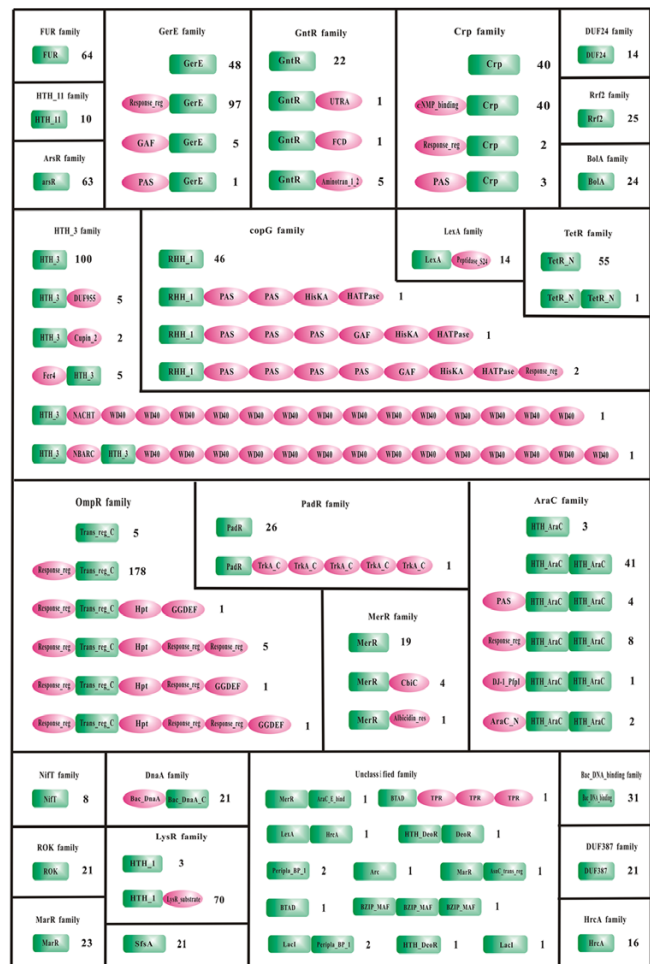 FUR family
FUR 64
HTH_11 family
HTH_11 10
ArsR family
arsR 63
GerE family
GerE 48
Response_reg GerE 97
GAF GerE 5
PAS GerE 1
GntR family
GntR 22
GntR UTRA 1
GntR FCD 1
GntR Aminotran_1_2 5
Crp family
Crp 40
cNMP_binding Crp 40
Response_reg Crp 2
PAS Crp 3
DUF24 family
DUF24 14
Rrf2 family
Rrf2 25
BolA family
BolA 24
HTH_3 family
HTH_3 100
HTH_3 DUF955 5
HTH_3 Cupin_2 2
Fer4 HTH_3 5
copG family
RHH_1 46
RHH_1 PAS PAS HisKA HATPase 1
RHH_1 PAS PAS GAF HisKA HATPase 1
RHH_1 PAS PAS PAS GAF HisKA HATPase Response_reg 2
LexA family
LexA Peptidase_S24 14
TetR family
TetR_N 55
TetR_N TetR_N 1
HTH_3 NACHT WD40 WD40 WD40 WD40 WD40 WD40 WD40 WD40 WD40 WD40 WD40 WD40 WD40 1
HTH_3 NBARC HTH_3 WD40 WD40 WD40 WD40 WD40 WD40 WD40 WD40 WD40 WD40 WD40 WD40 WD40 1
OmpR family
Trans_reg_C 5
Response_reg Trans_reg_C 178
Response_reg Trans_reg_C Hpt GGDEF 1
Response_reg Trans_reg_C Hpt Response_reg Response_reg 5
Response_reg Trans_reg_C Hpt Response_reg GGDEF 1
Response_reg Trans_reg_C Hpt Response_reg Response_reg GGDEF 1
PadR family
PadR 26
PadR TrkA_C TrkA_C TrkA_C TrkA_C TrkA_C 1
MerR family
MerR 19
MerR CbiC 4
MerR Albicidin_res 1
AraC family
HTH_AraC 3
HTH_AraC HTH_AraC 41
PAS HTH_AraC HTH_AraC 4
Response_reg HTH_AraC HTH_AraC 8
DJ-1_PfpI HTH_AraC HTH_AraC 1
AraC_N HTH_AraC HTH_AraC 2
NifT family
NifT 8
ROK family
ROK 21
MarR family
MarR 23
DnaA family
Bac_DnaA Bac_DnaA_C 21
LysR family
HTH_1 3
HTH_1 LysR_substrate 70
SfsA 21
Unclassified family
MerR AraC_E_bind 1 BTAD TPR TPR TPR 1
LexA HrcA 1 HTH_DeoR DeoR 1
Peripla_BP_1 2 Arc 1 MarR 1
BTAD 1 BZIP_MAF BZIP_MAF BZIP_MAF 1
LacI Peripla_BP_1 2 HTH_DeoR 1 LacI 1
Bac_DNA_binding family
Bac_DNA_binding 31
DUF387 family
DUF387 21
HrcA family
HrcA 16